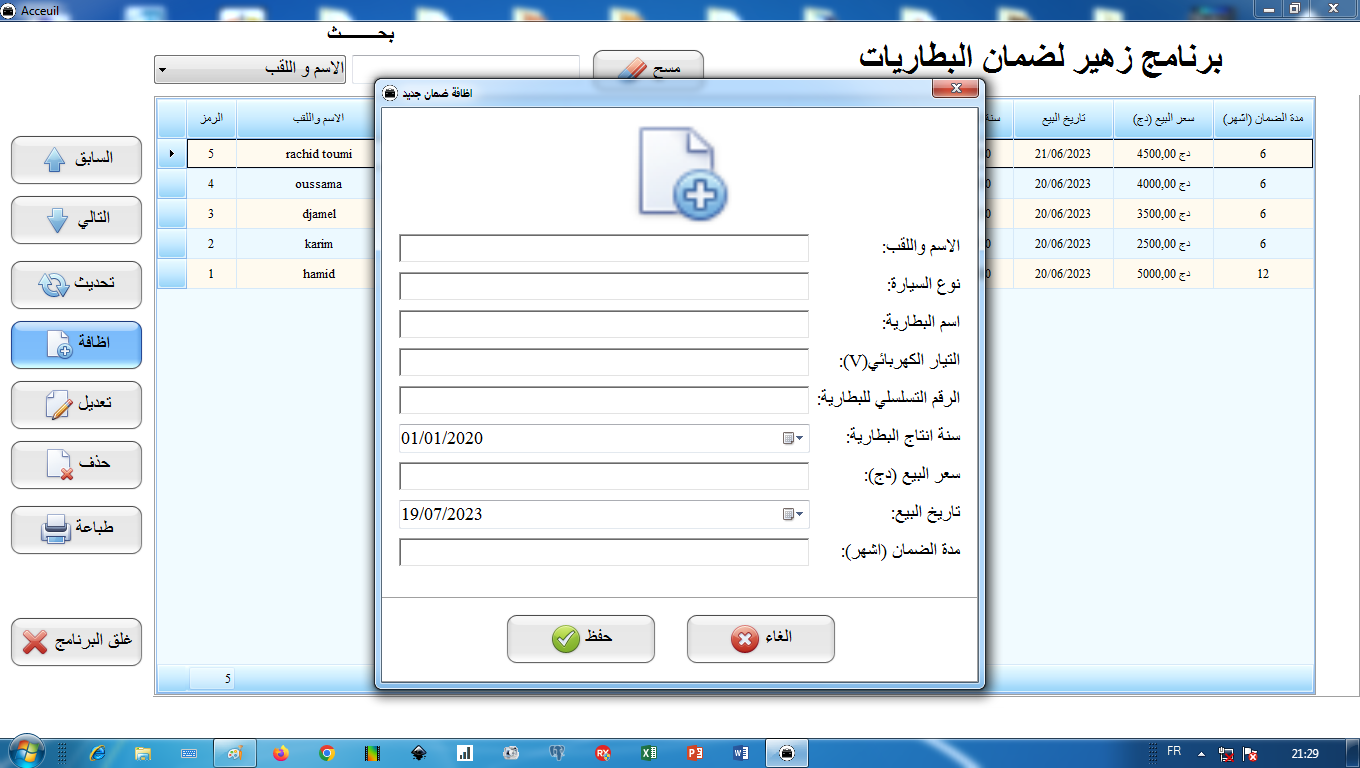 Acceuil
بحــــــث
برنامج زهير لضمان البطاريات
الاسم و اللقب
مسح
اظافة ضمان جديد
الرمز
الاسم واللقب
سنة
تاريخ البيع
سعر البيع (دج)
مدة الضمان (اشهر)
5 rachid toumi 0 21/06/2023 4500,00 دج 6
4 oussama 0 20/06/2023 4000,00 دج 6
3 djamel 0 20/06/2023 3500,00 دج 6
2 karim 0 20/06/2023 2500,00 دج 6
1 hamid 0 20/06/2023 5000,00 دج 12
السابق
التالي
تحديث
اظافة
تعديل
حذف
طباعة
غلق البرنامج
الاسم واللقب:
نوع السيارة:
اسم البطارية:
التيار الكهربائي(V):
الرقم التسلسلي للبطارية:
سنة انتاج البطارية:
01/01/2020
سعر البيع (دج):
تاريخ البيع:
19/07/2023
مدة الضمان (اشهر):
الغاء
حفظ
5
FR
21:29